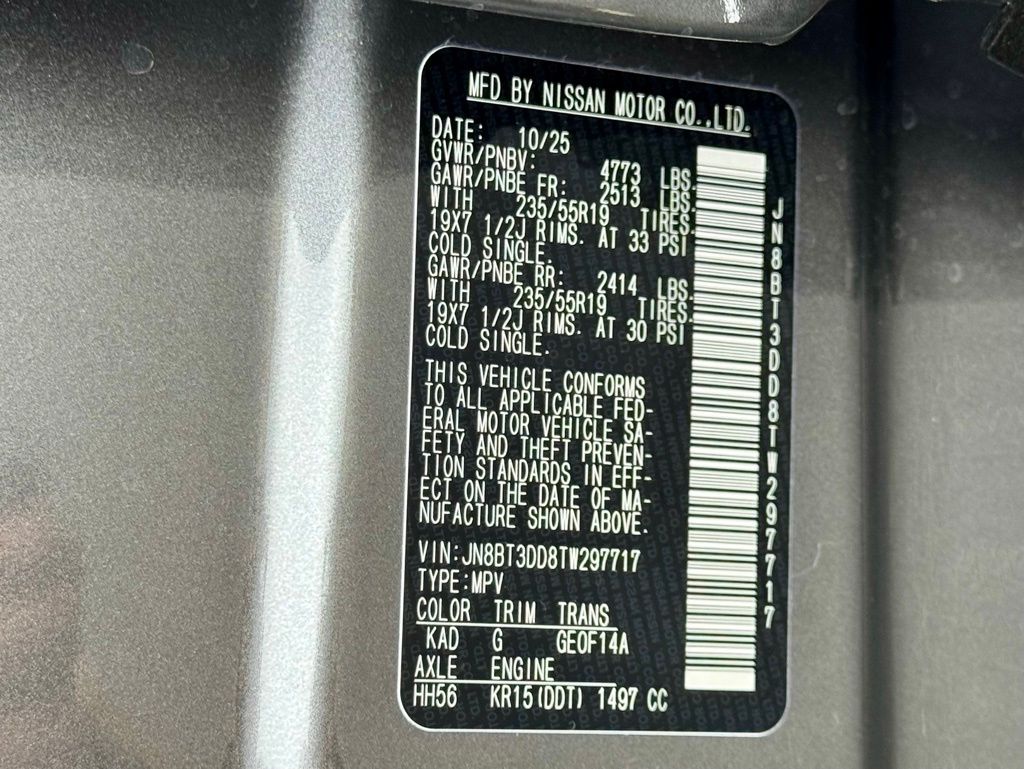 MFD BY NISSAN MOTOR CO.,LTD.
DATE: 10/25
GVWR/PNBV: 4773 LBS.
GAWR/PNBE FR: 2513 LBS.
WITH 235/55R19 TIRES.
19X7 1/2J RIMS. AT 33 PSI
COLD SINGLE.
GAWR/PNBE RR: 2414 LBS.
WITH 235/55R19 TIRES.
19X7 1/2J RIMS. AT 30 PSI
COLD SINGLE.
THIS VEHICLE CONFORMS
TO ALL APPLICABLE FED-
ERAL MOTOR VEHICLE SA-
FETY AND THEFT PREVEN-
TION STANDARDS IN EFF-
ECT ON THE DATE OF MA-
NUFACTURE SHOWN ABOVE.
VIN:JN8BT3DD8TW297717
TYPE:MPV
COLOR TRIM TRANS
KAD G GE0F14A
AXLE ENGINE
HH56 KR15(DDT) 1497 CC
JN8BT3DD8TW297717